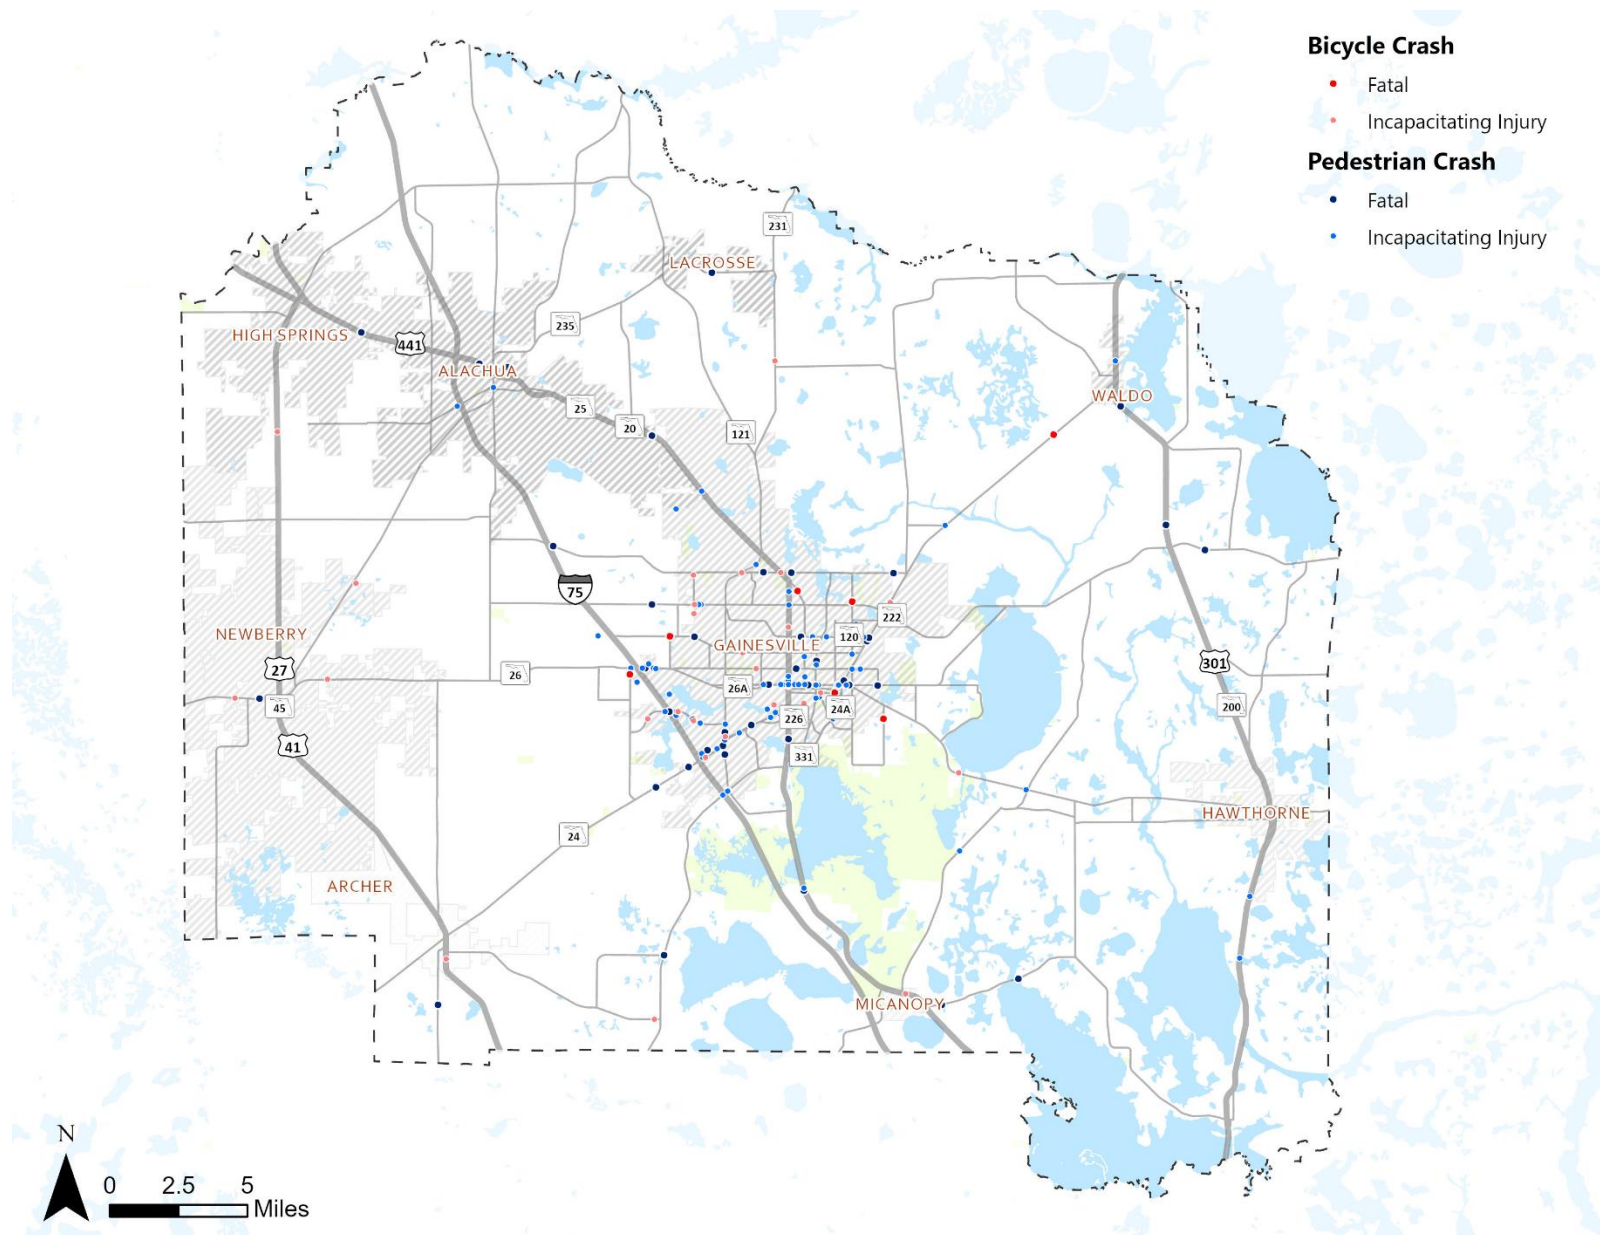 Bicycle Crash
Fatal
Incapacitating Injury
Pedestrian Crash
Fatal
Incapacitating Injury
231
LACROSSE
235
HIGH SPRINGS
441
ALACHUA
WALDO
25
20
121
75
222
NEWBERRY
120
GAINESVILLE
27
26
301
26A
45
24A
200
226
41
331
HAWTHORNE
24
ARCHER
MICANOPY
N
0 2.5 5
Miles